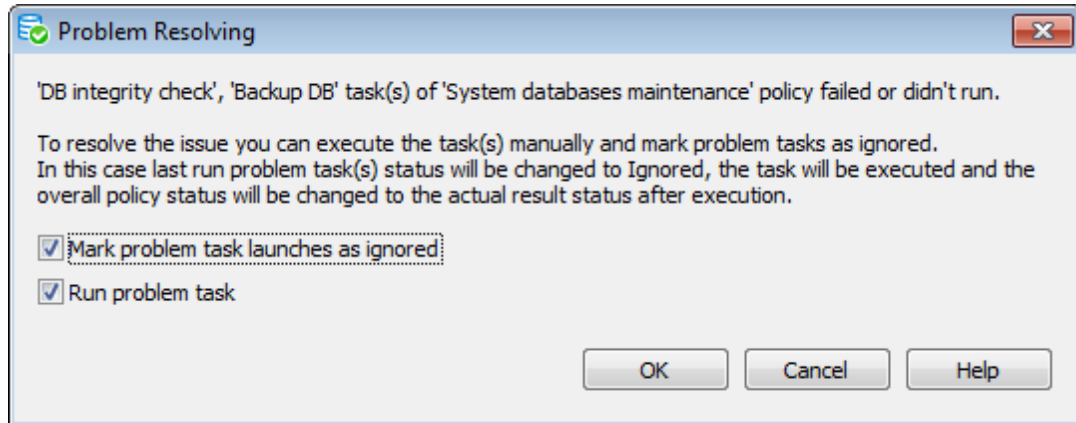 Problem Resolving
'DB integrity check', 'Backup DB' task(s) of 'System databases maintenance' policy failed or didn't run.
To resolve the issue you can execute the task(s) manually and mark problem tasks as ignored.
In this case last run problem task(s) status will be changed to Ignored, the task will be executed and the
overall policy status will be changed to the actual result status after execution.
Mark problem task launches as ignored
Run problem task
OK Cancel Help